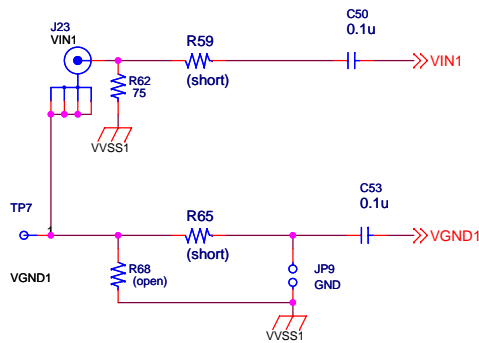 J23
VIN1
R59
(short)
C50
0.1u
VIN1
R62
75
VVSS1
TP7
1
VGND1
R65
(short)
C53
0.1u
VGND1
R68
(open)
JP9
GND
VVSS1